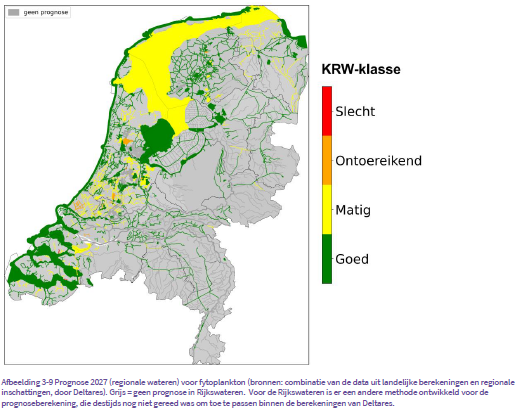 geen prognose
KRW-klasse
Slecht
Ontoereikend
Matig
Goed
Afbeelding 3-9 Prognose 2027 (regionale wateren) voor fytoplankton (bronnen: combinatie van de data uit landelijke berekeningen en regionale
inschattingen, door Deltares). Grijs = geen prognose in Rijkswateren. Voor de Rijkswateren is er een andere methode ontwikkeld voor de
prognoseberekening, die destijds nog niet gereed was om toe te passen binnen de berekeningen van Deltares.